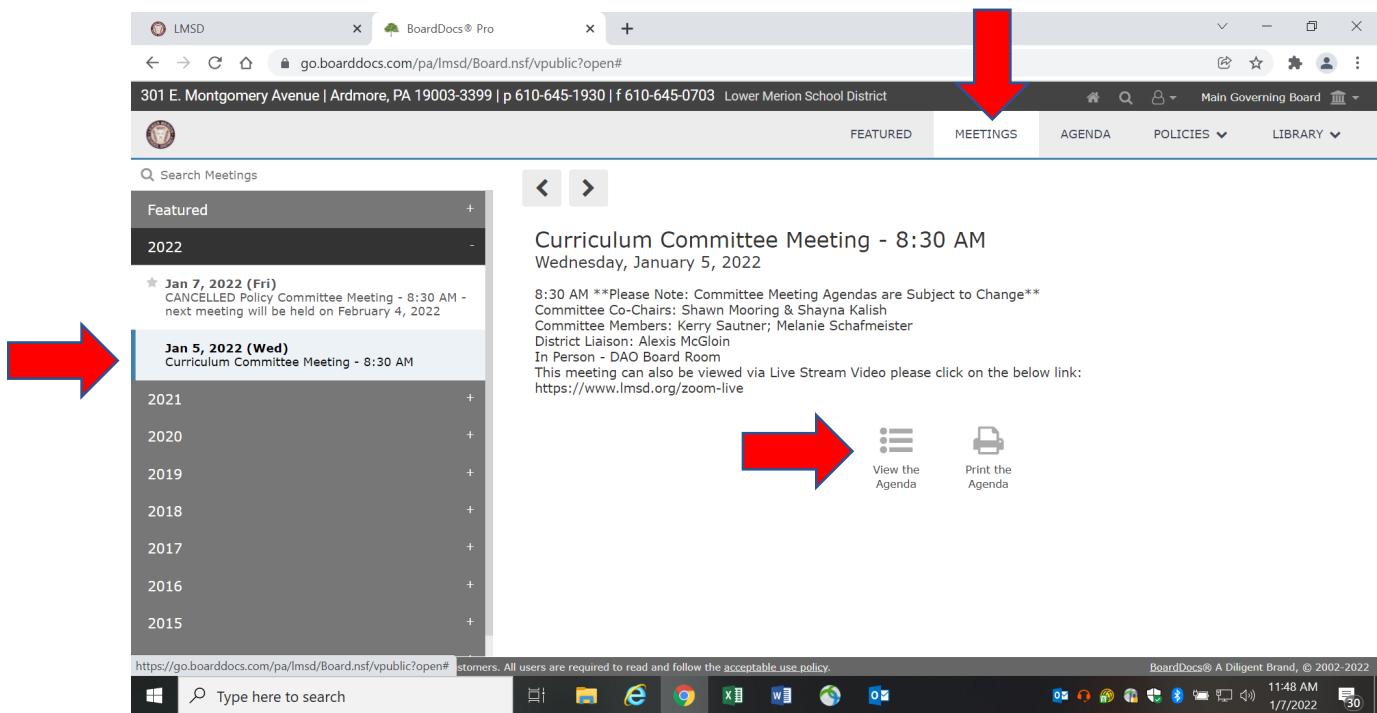 LMSD
BoardDocs® Pro
go.boarddocs.com/pa/lmsd/Board.nsf/vpublic?open#
301 E. Montgomery Avenue | Ardmore, PA 19003-3399 | p 610-645-1930 | f 610-645-0703 Lower Merion School District
Main Governing Board
FEATURED MEETINGS AGENDA POLICIES LIBRARY
Search Meetings
Featured +
2022 -
Jan 7, 2022 (Fri)
CANCELLED Policy Committee Meeting - 8:30 AM -
next meeting will be held on February 4, 2022
Jan 5, 2022 (Wed)
Curriculum Committee Meeting - 8:30 AM
2021 +
2020 +
2019 +
2018 +
2017 +
2016 +
2015 +
Curriculum Committee Meeting - 8:30 AM
Wednesday, January 5, 2022
8:30 AM **Please Note: Committee Meeting Agendas are Subject to Change**
Committee Co-Chairs: Shawn Mooring & Shayna Kalish
Committee Members: Kerry Sautner; Melanie Schafmeister
District Liaison: Alexis McGloin
In Person - DAO Board Room
This meeting can also be viewed via Live Stream Video please click on the below link:
https://www.lmsd.org/zoom-live
View the
Agenda
Print the
Agenda
https://go.boarddocs.com/pa/lmsd/Board.nsf/vpublic?open# stomers. All users are required to read and follow the acceptable use policy.
BoardDocs® A Diligent Brand, © 2002-2022
Type here to search
11:48 AM
1/7/2022
30